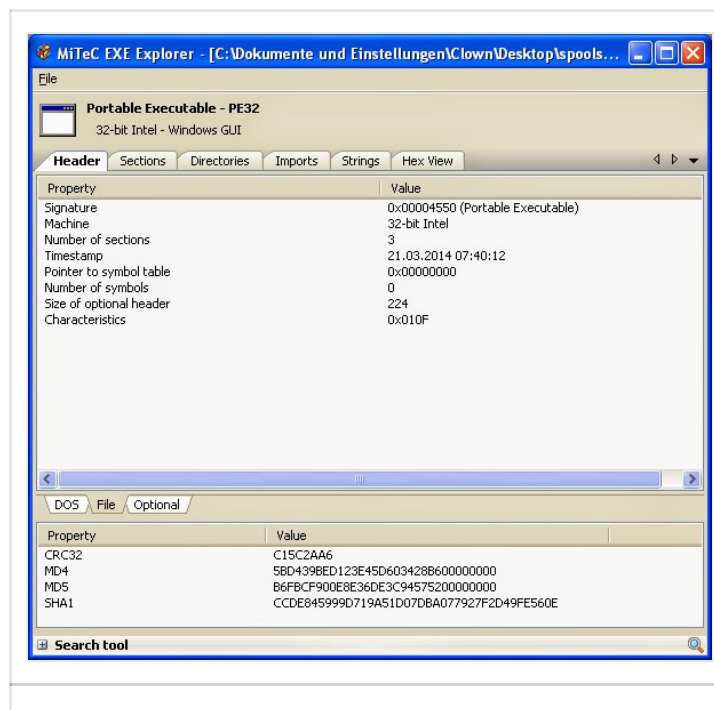 MiTeC EXE Explorer - [C:\Dokumente und Einstellungen\Clown\Desktop\spools...
File
Portable Executable - PE32
32-bit Intel - Windows GUI
Header Sections Directories Imports Strings Hex View
Property Value
Signature 0x00004550 (Portable Executable)
Machine 32-bit Intel
Number of sections 3
Timestamp 21.03.2014 07:40:12
Pointer to symbol table 0x00000000
Number of symbols 0
Size of optional header 224
Characteristics 0x010F
DOS File Optional
Property Value
CRC32 C15C2AA6
MD4 5BD439BED123E45D603428B600000000
MD5 B6FBCF900E8E36DE3C94575200000000
SHA1 CCDE845999D719A51D07DBA077927F2D49FE560E
Search tool